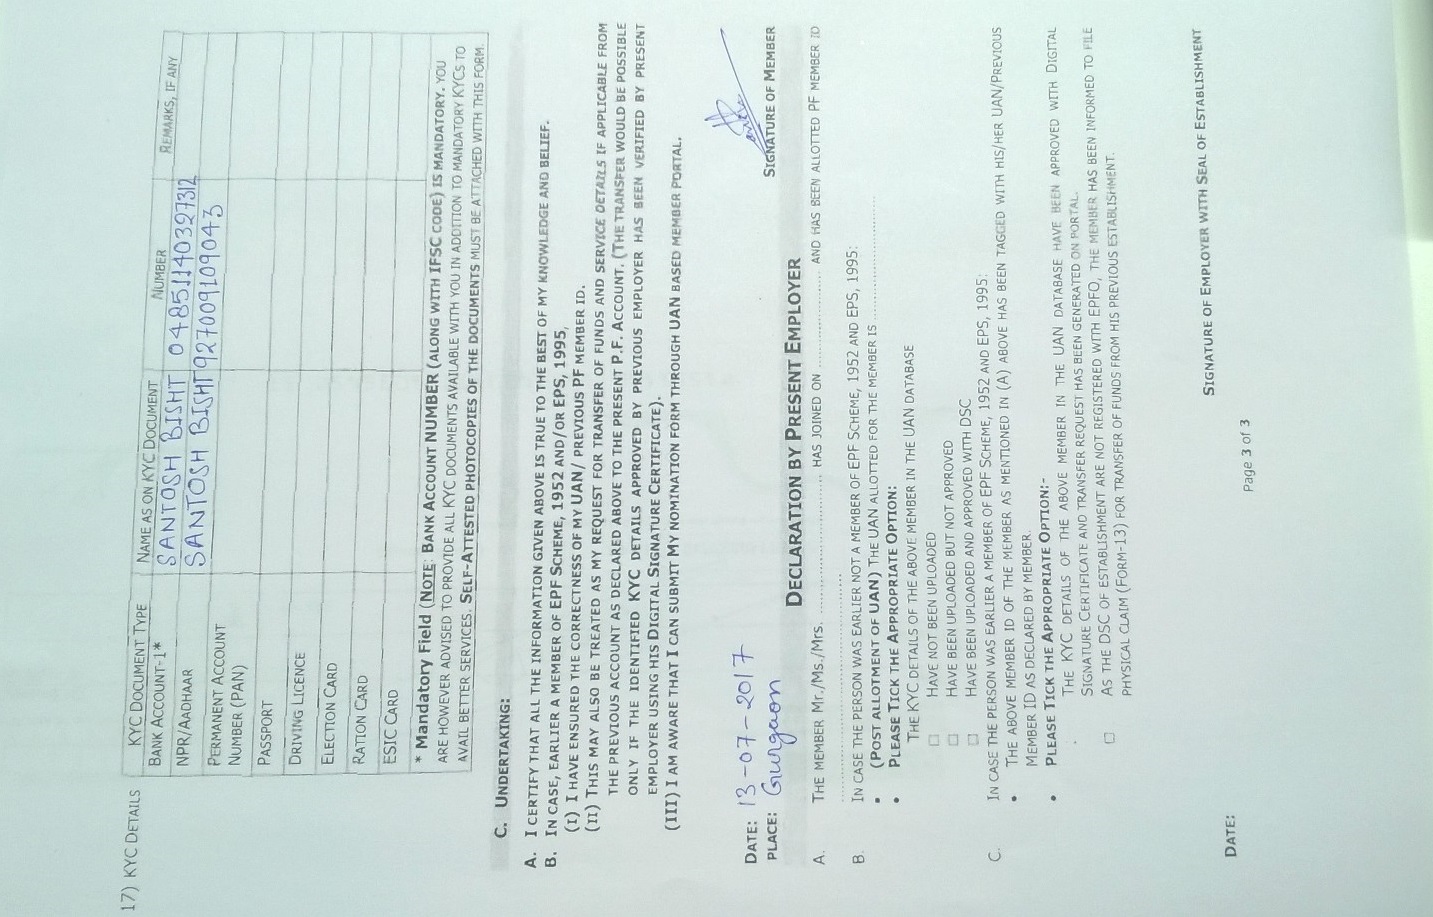 17) KYC DETAILS
KYC DOCUMENT TYPE NAME AS ON KYC DOCUMENT NUMBER REMARKS, IF ANY
BANK ACCOUNT-1* SANTOSH BISHT 04851140327312
NPR/AADHAAR SANTOSH BISHT 927009109043
PERMANENT ACCOUNT
NUMBER (PAN)
PASSPORT
DRIVING LICENCE
ELECTION CARD
RATION CARD
ESIC CARD
* Mandatory Field (NOTE: BANK ACCOUNT NUMBER (ALONG WITH IFSC CODE) IS MANDATORY. YOU
ARE HOWEVER ADVISED TO PROVIDE ALL KYC DOCUMENTS AVAILABLE WITH YOU IN ADDITION TO MANDATORY KYCS TO
AVAIL BETTER SERVICES. SELF-ATTESTED PHOTOCOPIES OF THE DOCUMENTS MUST BE ATTACHED WITH THIS FORM.
C. UNDERTAKING:
A. I CERTIFY THAT ALL THE INFORMATION GIVEN ABOVE IS TRUE TO THE BEST OF MY KNOWLEDGE AND BELIEF.
B. IN CASE, EARLIER A MEMBER OF EPF SCHEME, 1952 AND/OR EPS, 1995,
(I) I HAVE ENSURED THE CORRECTNESS OF MY UAN/ PREVIOUS PF MEMBER ID.
(II) THIS MAY ALSO BE TREATED AS MY REQUEST FOR TRANSFER OF FUNDS AND SERVICE DETAILS IF APPLICABLE FROM
THE PREVIOUS ACCOUNT AS DECLARED ABOVE TO THE PRESENT P.F. ACCOUNT. (THE TRANSFER WOULD BE POSSIBLE
ONLY IF THE IDENTIFIED KYC DETAILS APPROVED BY PREVIOUS EMPLOYER HAS BEEN VERIFIED BY PRESENT
EMPLOYER USING HIS DIGITAL SIGNATURE CERTIFICATE).
(III) I AM AWARE THAT I CAN SUBMIT MY NOMINATION FORM THROUGH UAN BASED MEMBER PORTAL.
DATE: 13-07-2017
PLACE: Gurgaon SIGNATURE OF MEMBER
DECLARATION BY PRESENT EMPLOYER
A. THE MEMBER Mr./Ms./Mrs. ........................ HAS JOINED ON ............... AND HAS BEEN ALLOTTED PF MEMBER ID
........................
B. IN CASE THE PERSON WAS EARLIER NOT A MEMBER OF EPF SCHEME, 1952 AND EPS, 1995:
• (POST ALLOTMENT OF UAN) THE UAN ALLOTTED FOR THE MEMBER IS ........................
• PLEASE TICK THE APPROPRIATE OPTION:
THE KYC DETAILS OF THE ABOVE MEMBER IN THE UAN DATABASE
☐ HAVE NOT BEEN UPLOADED
☐ HAVE BEEN UPLOADED BUT NOT APPROVED
☐ HAVE BEEN UPLOADED AND APPROVED WITH DSC
C. IN CASE THE PERSON WAS EARLIER A MEMBER OF EPF SCHEME, 1952 AND EPS, 1995:
• THE ABOVE MEMBER ID OF THE MEMBER AS MENTIONED IN (A) ABOVE HAS BEEN TAGGED WITH HIS/HER UAN/PREVIOUS
MEMBER ID AS DECLARED BY MEMBER.
• PLEASE TICK THE APPROPRIATE OPTION:-
THE KYC DETAILS OF THE ABOVE MEMBER IN THE UAN DATABASE HAVE BEEN APPROVED WITH DIGITAL
SIGNATURE CERTIFICATE AND TRANSFER REQUEST HAS BEEN GENERATED ON PORTAL.
☐ AS THE DSC OF ESTABLISHMENT ARE NOT REGISTERED WITH EPFO, THE MEMBER HAS BEEN INFORMED TO FILE
PHYSICAL CLAIM (FORM-13) FOR TRANSFER OF FUNDS FROM HIS PREVIOUS ESTABLISHMENT.
DATE: SIGNATURE OF EMPLOYER WITH SEAL OF ESTABLISHMENT
Page 3 of 3